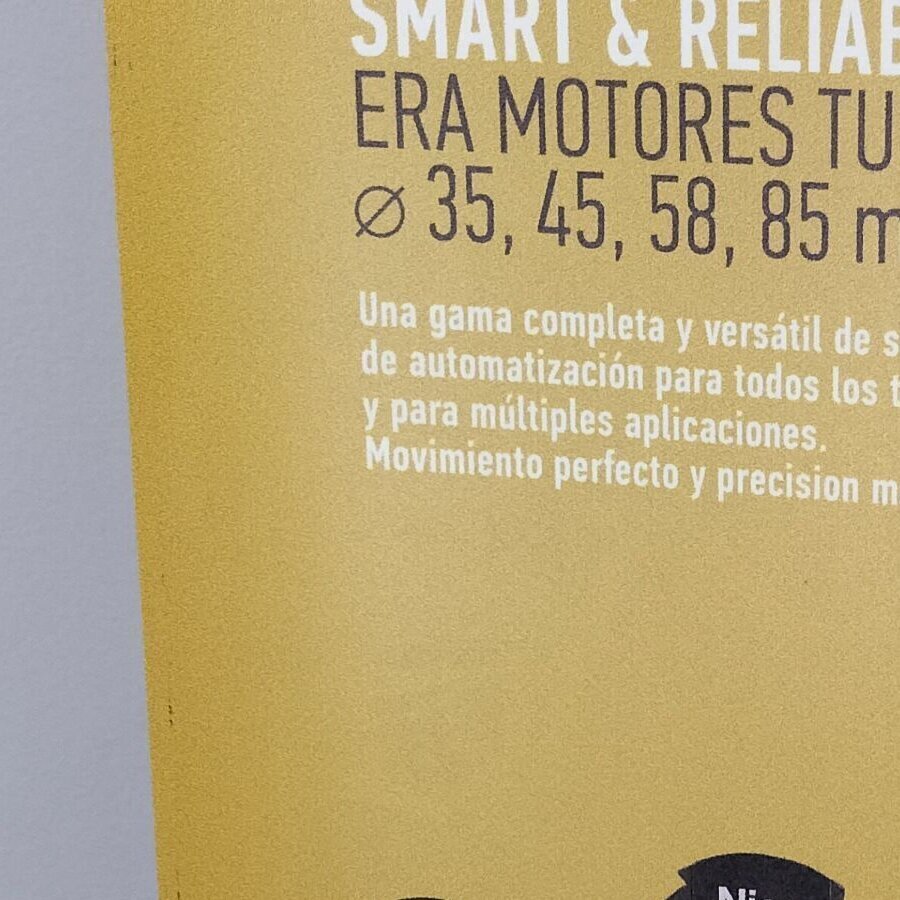 SMART & RELIAB
ERA MOTORES TU
⌀ 35, 45, 58, 85 m
Una gama completa y versátil de s
de automatización para todos los t
y para múltiples aplicaciones.
Movimiento perfecto y precision m